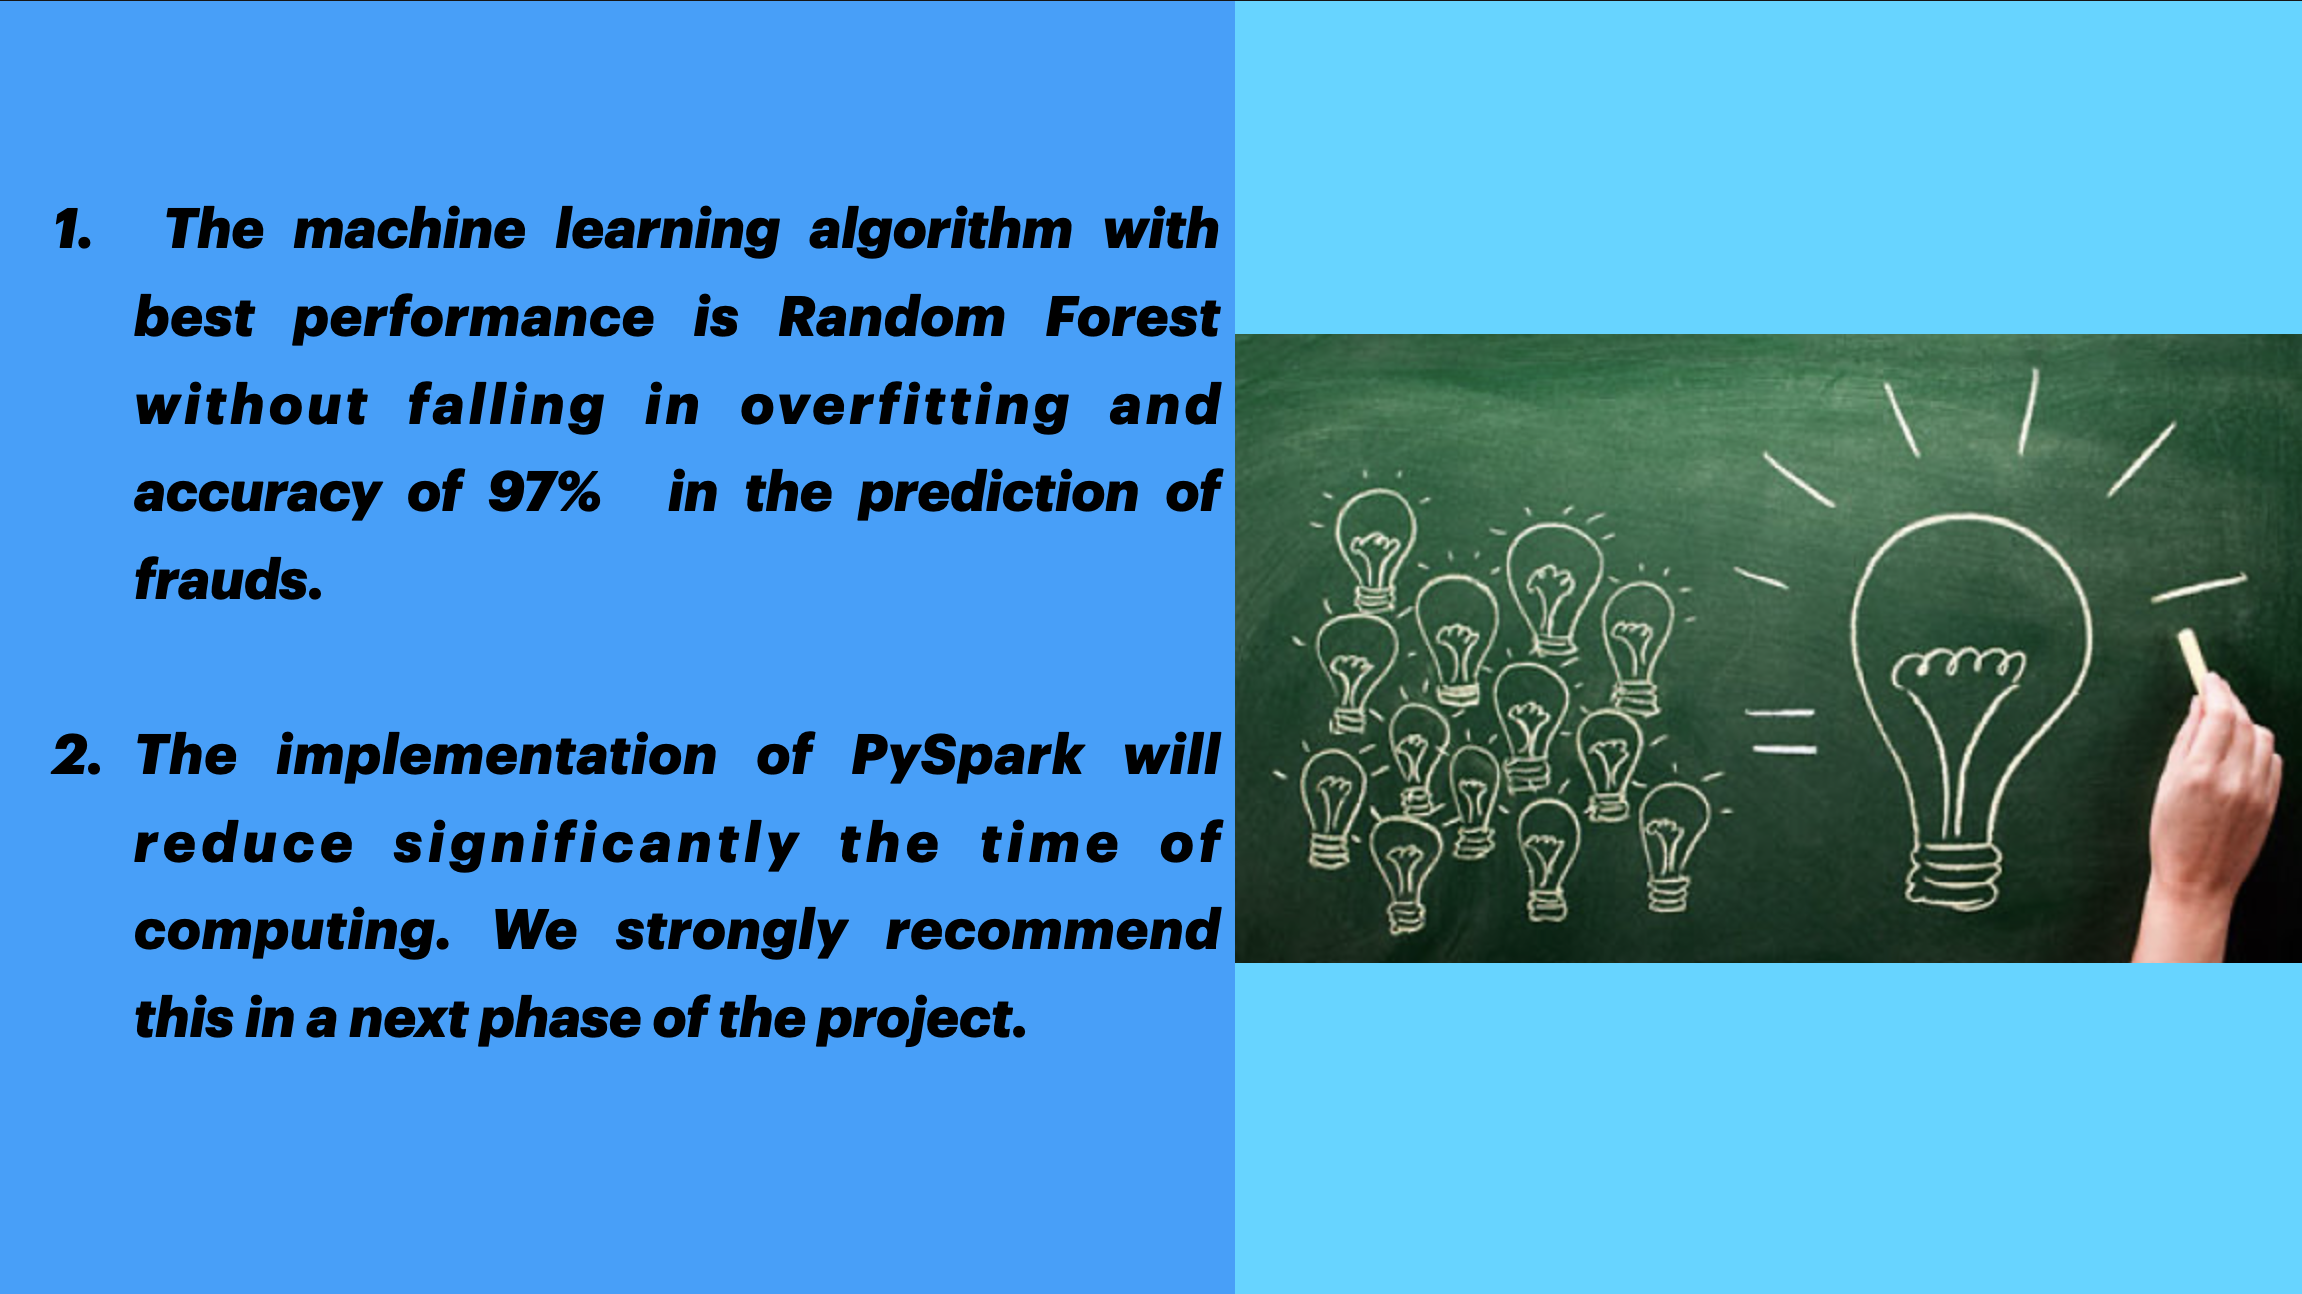 1. The machine learning algorithm with
best performance is Random Forest
without falling in overfitting and
accuracy of 97% in the prediction of
frauds.
2. The implementation of PySpark will
reduce significantly the time of
computing. We strongly recommend
this in a next phase of the project.